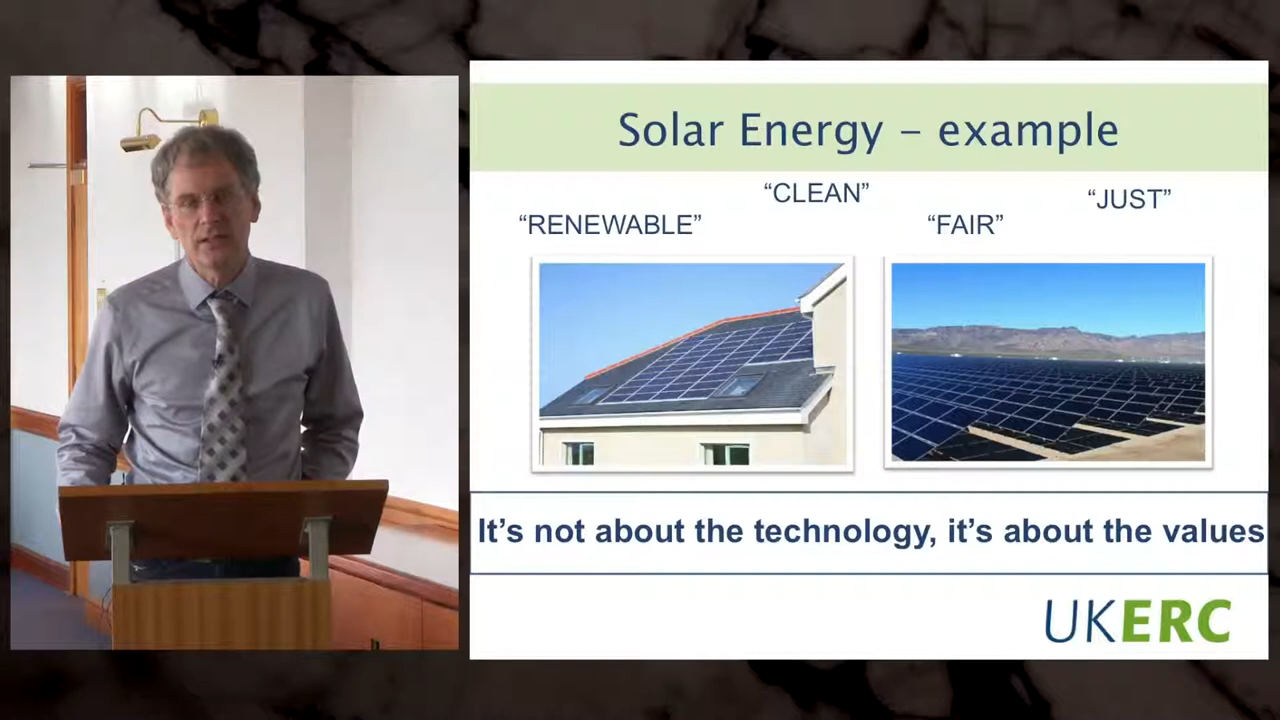 Solar Energy – example
“CLEAN”
“JUST”
“RENEWABLE”
“FAIR”
It’s not about the technology, it’s about the values
UKERC